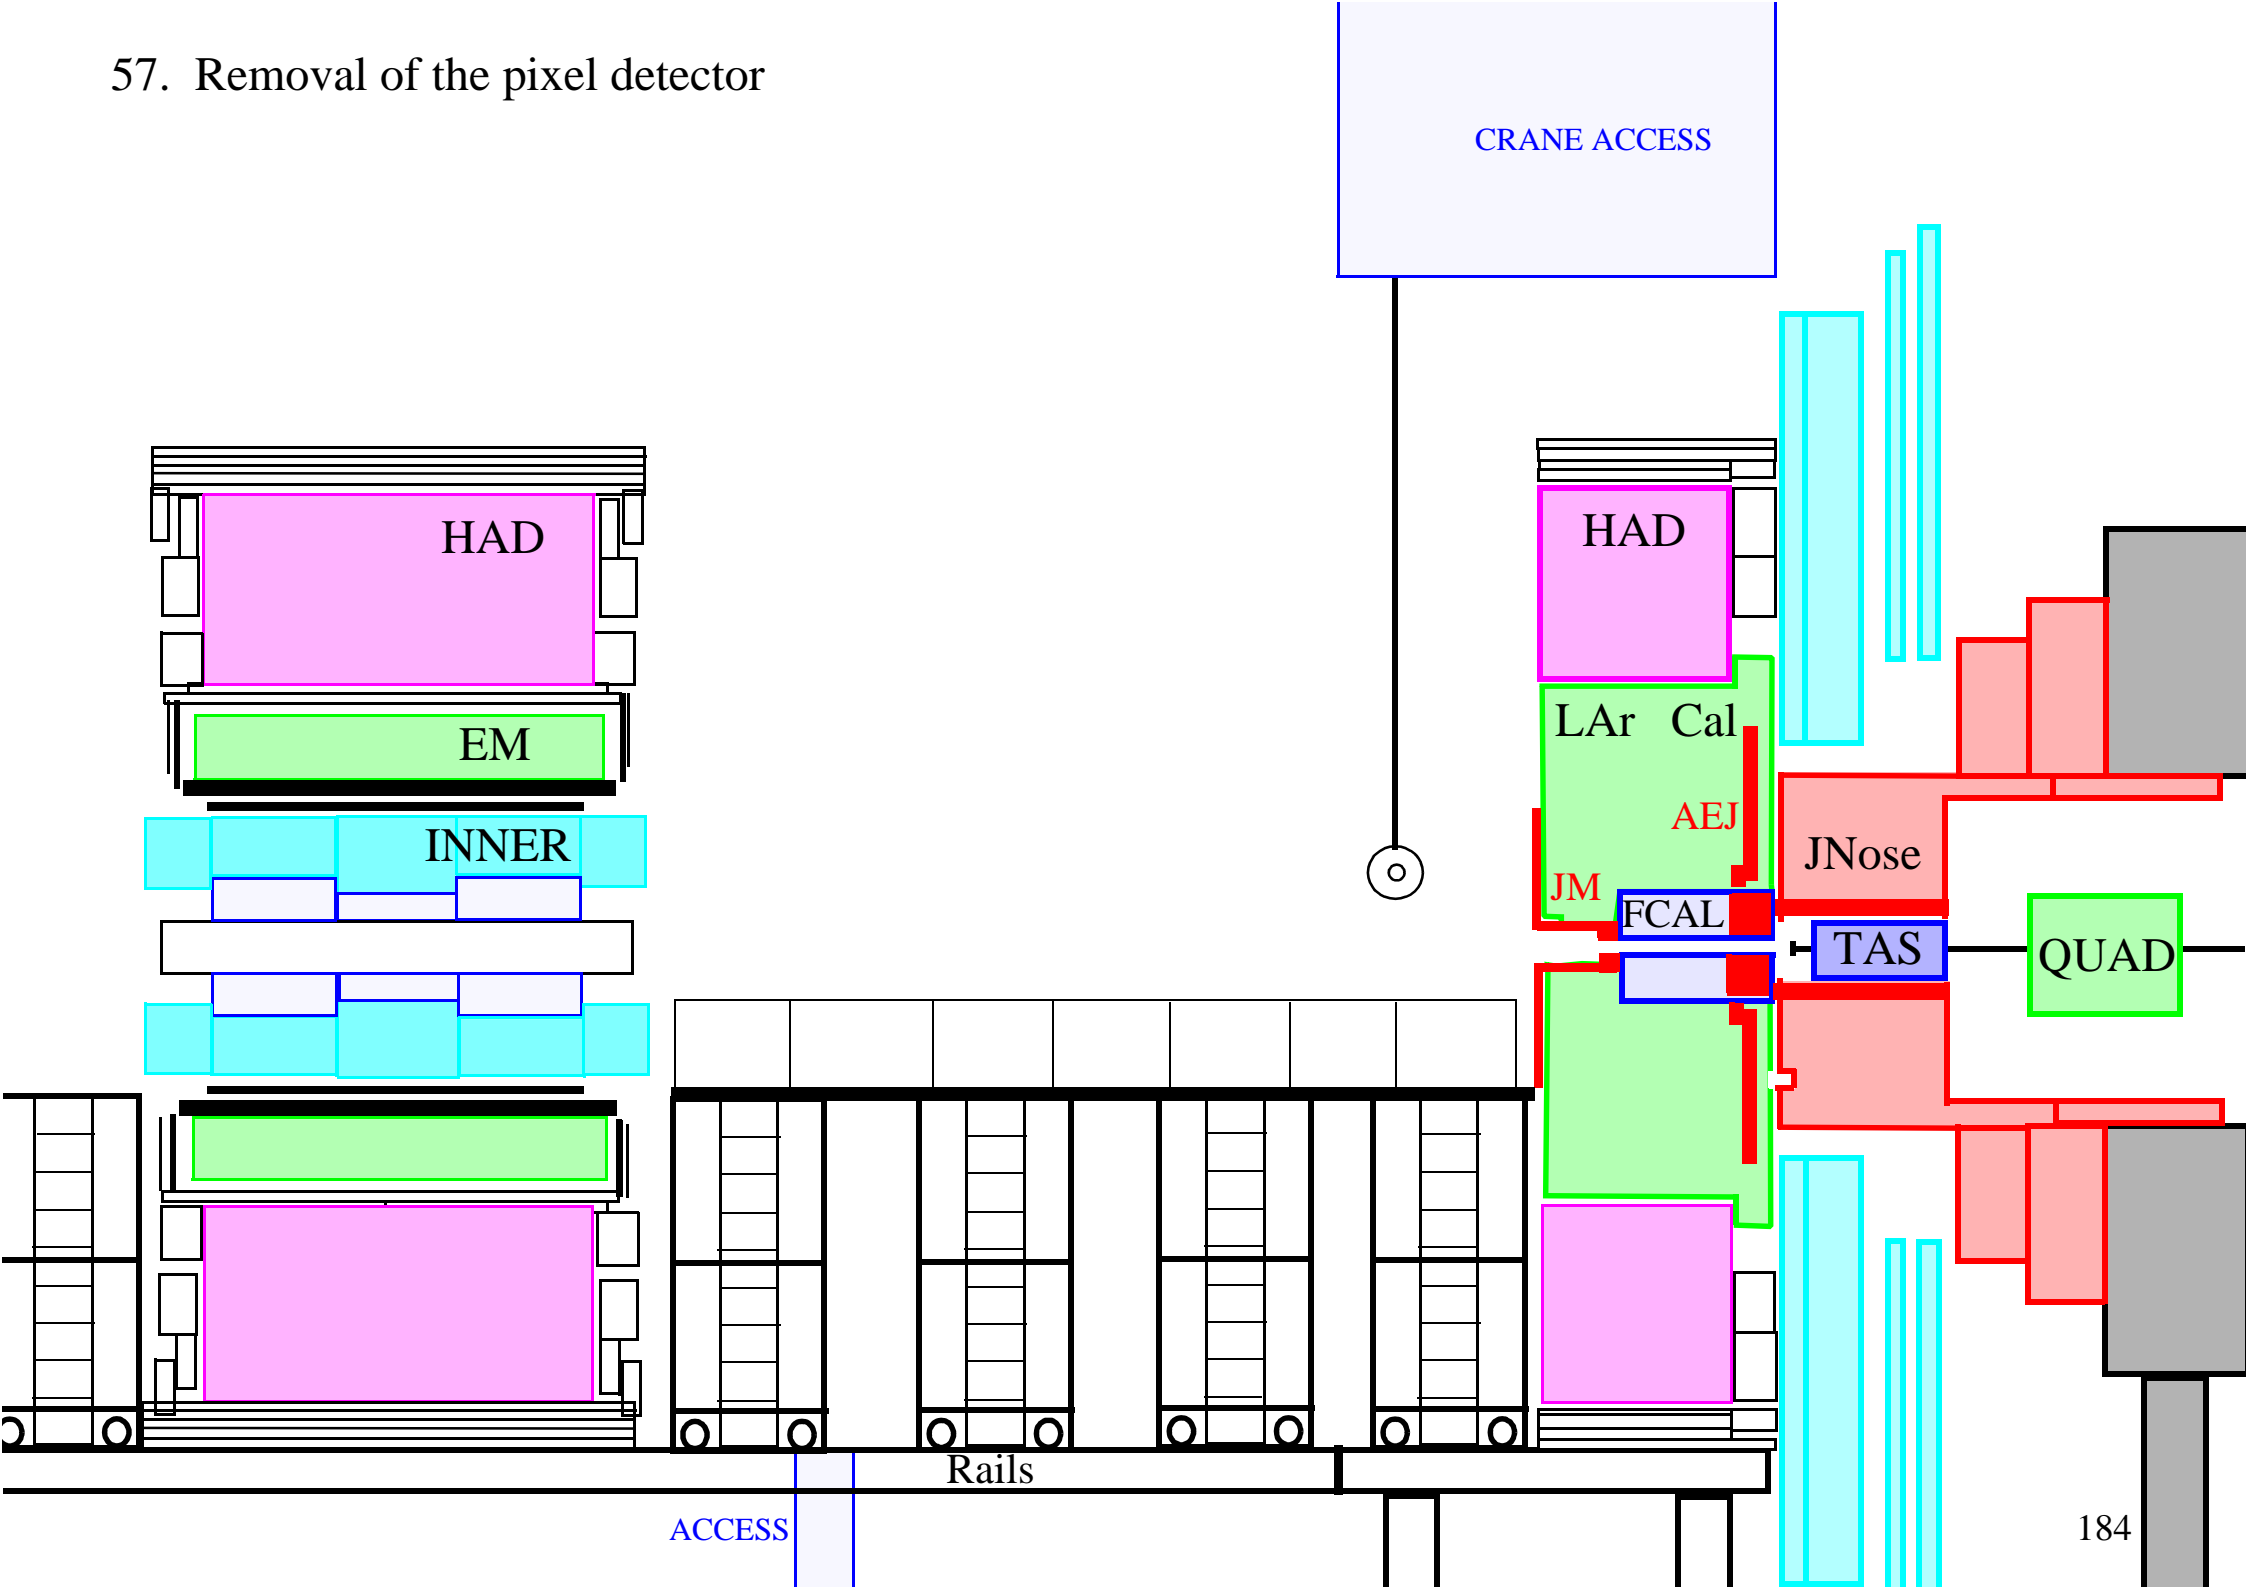 57. Removal of the pixel detector
CRANE ACCESS
HAD
HAD
LAr Cal
EM
AEJ
INNER
JNose
JM
FCAL
TAS
QUAD
Rails
ACCESS
184